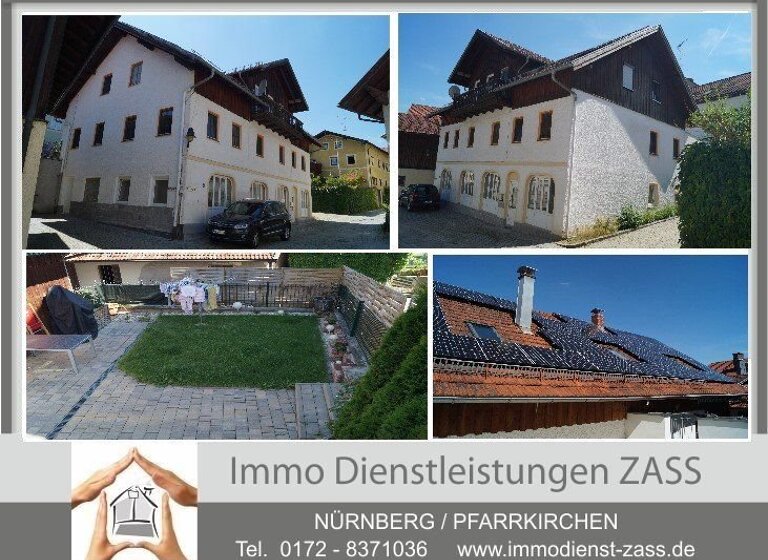 Immo Dienstleistungen ZASS
NÜRNBERG / PFARRKIRCHEN
Tel. 0172 - 8371036 www.immodienst-zass.de